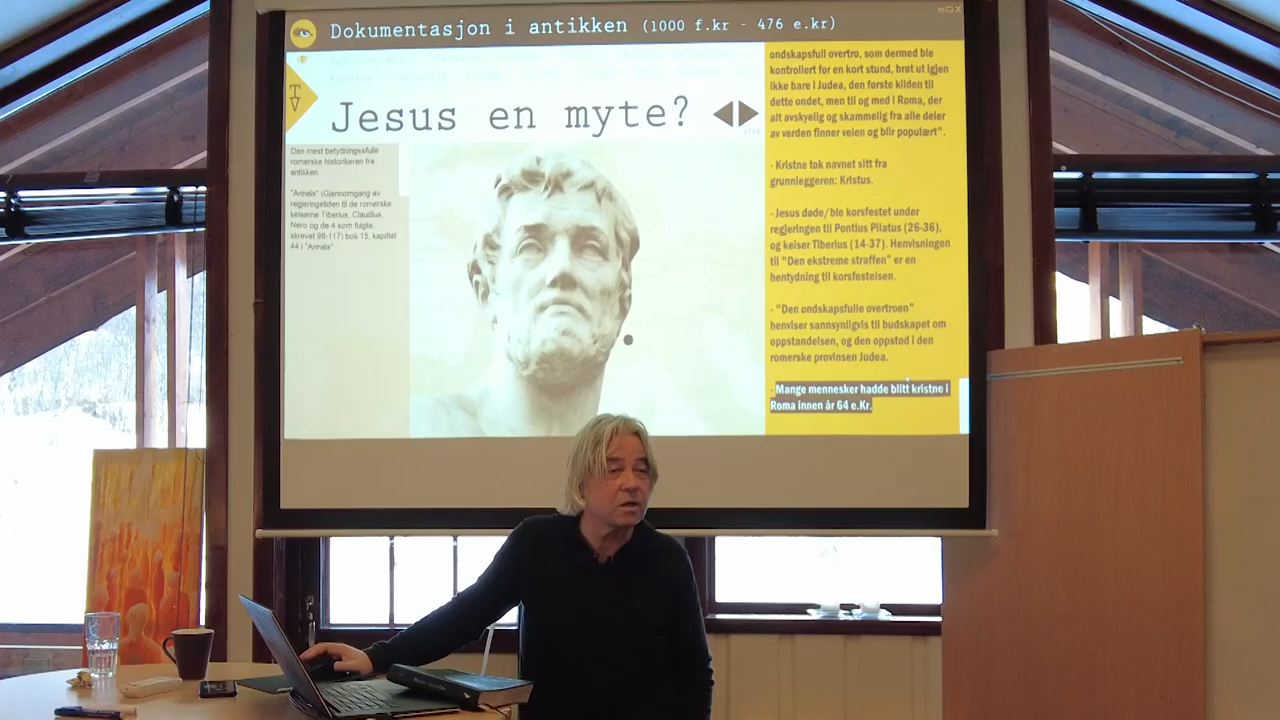 Dokumentasjon i antikken (1000 f.kr - 476 e.kr)
TV
Jesus en myte?
Den mest betydningssfulle
romerske historikeren fra
antikken
"Annals" (Gjennomgang av
regjeringstiden til de romerske
keiserne Tiberius, Claudius,
Nero og de 4 som fulgte,
skrevet 98-117) bok 15, kapittel
44 i "Annals"
ondskapsfull overtro, som dermed ble
kontrollert for en kort stund, brøt ut igjen
ikke bare i Judea, den første kilden til
dette ondet, men til og med i Roma, der
alt avskyelig og skammelig fra alle deler
av verden finner veien og blir populært".
- Kristne tok navnet sitt fra
grunnleggeren: Kristus.
- Jesus døde/ble korsfestet under
regjeringen til Pontius Pilatus (26-36),
og keiser Tiberius (14-37). Henvisningen
til "Den ekstreme straffen" er en
hentydning til korsfestelsen.
- "Den ondskapsfulle overtroen"
henviser sannsynligvis til budskapet om
oppstandelsen, og den oppstod i den
romerske provinsen Judea.
- Mange mennesker hadde blitt kristne i
Roma innen år 64 e.Kr.